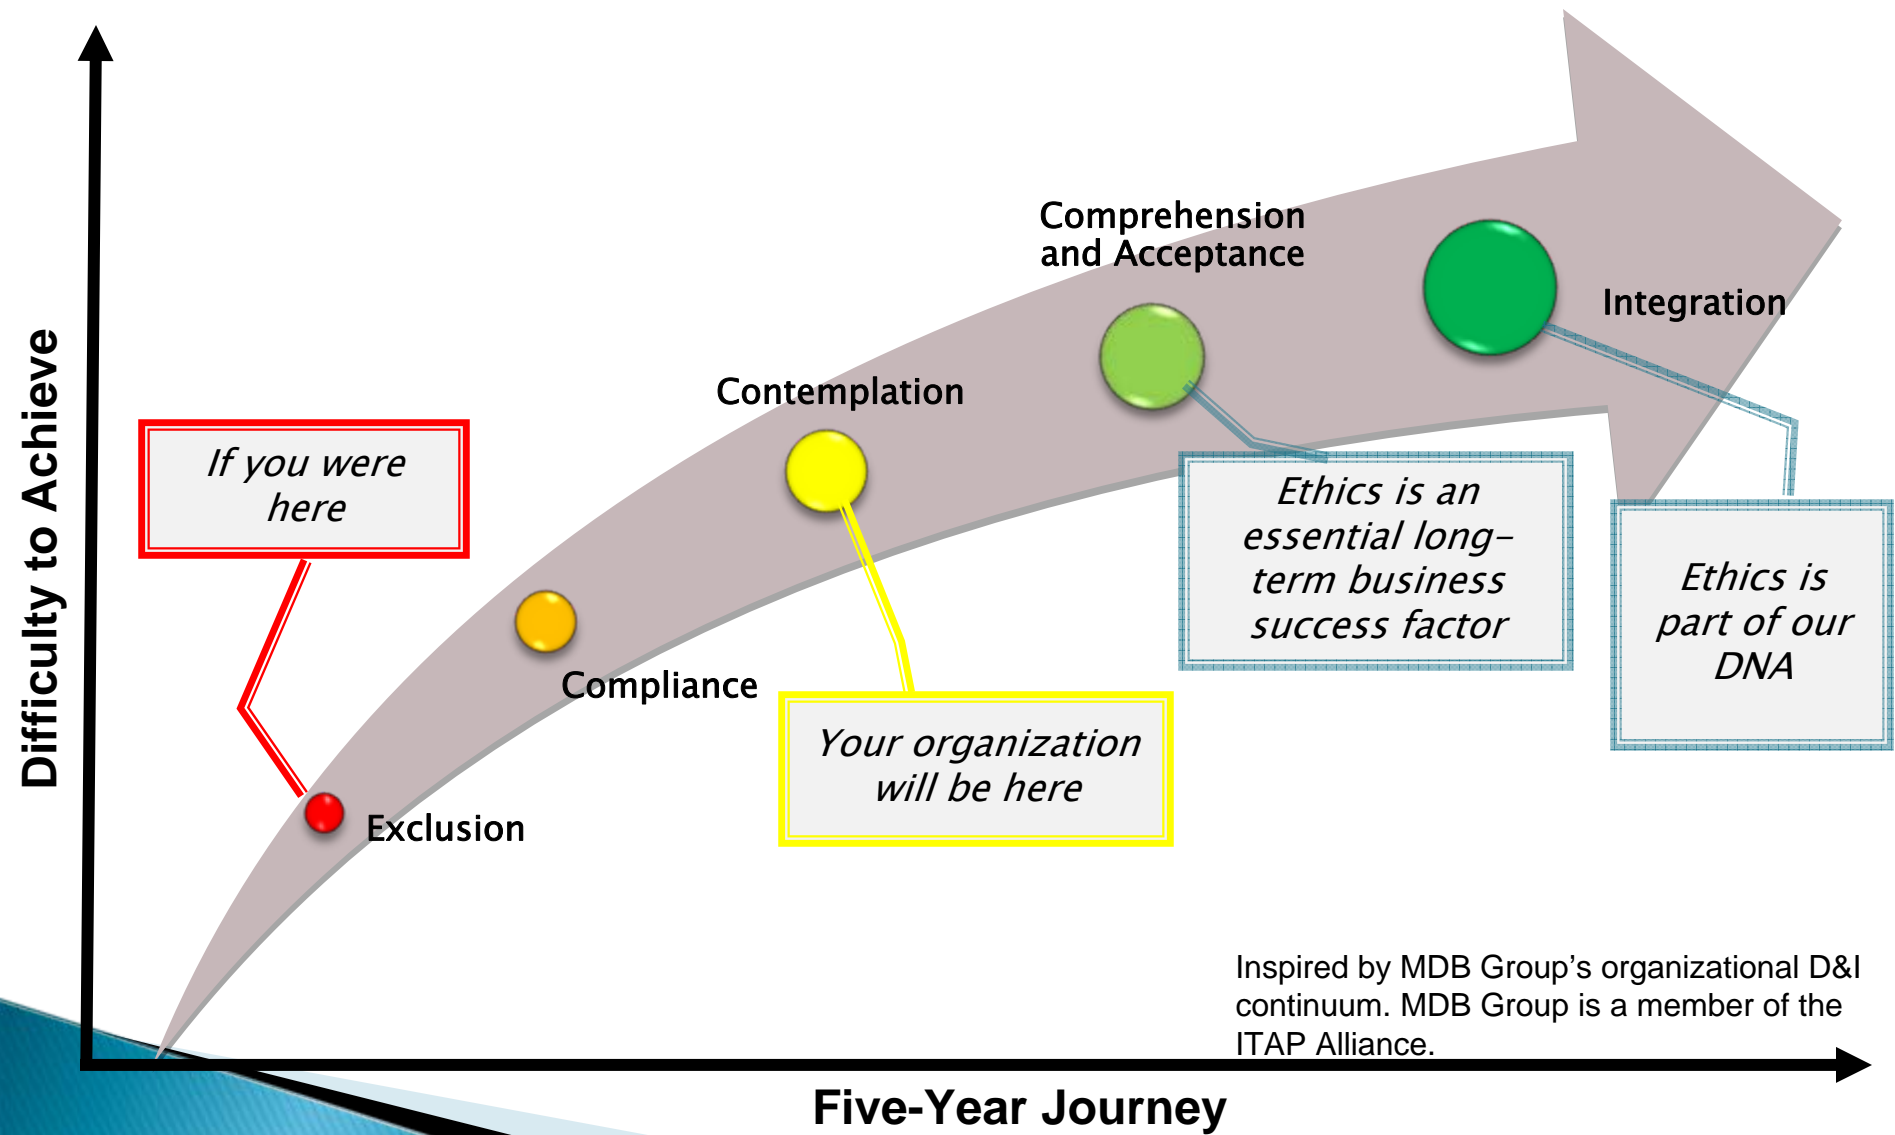 Difficulty to Achieve
If you were
here
Exclusion
Compliance
Contemplation
Your organization
will be here
Comprehension
and Acceptance
Ethics is an
essential long-
term business
success factor
Integration
Ethics is
part of our
DNA
Inspired by MDB Group’s organizational D&I
continuum. MDB Group is a member of the
ITAP Alliance.
Five-Year Journey